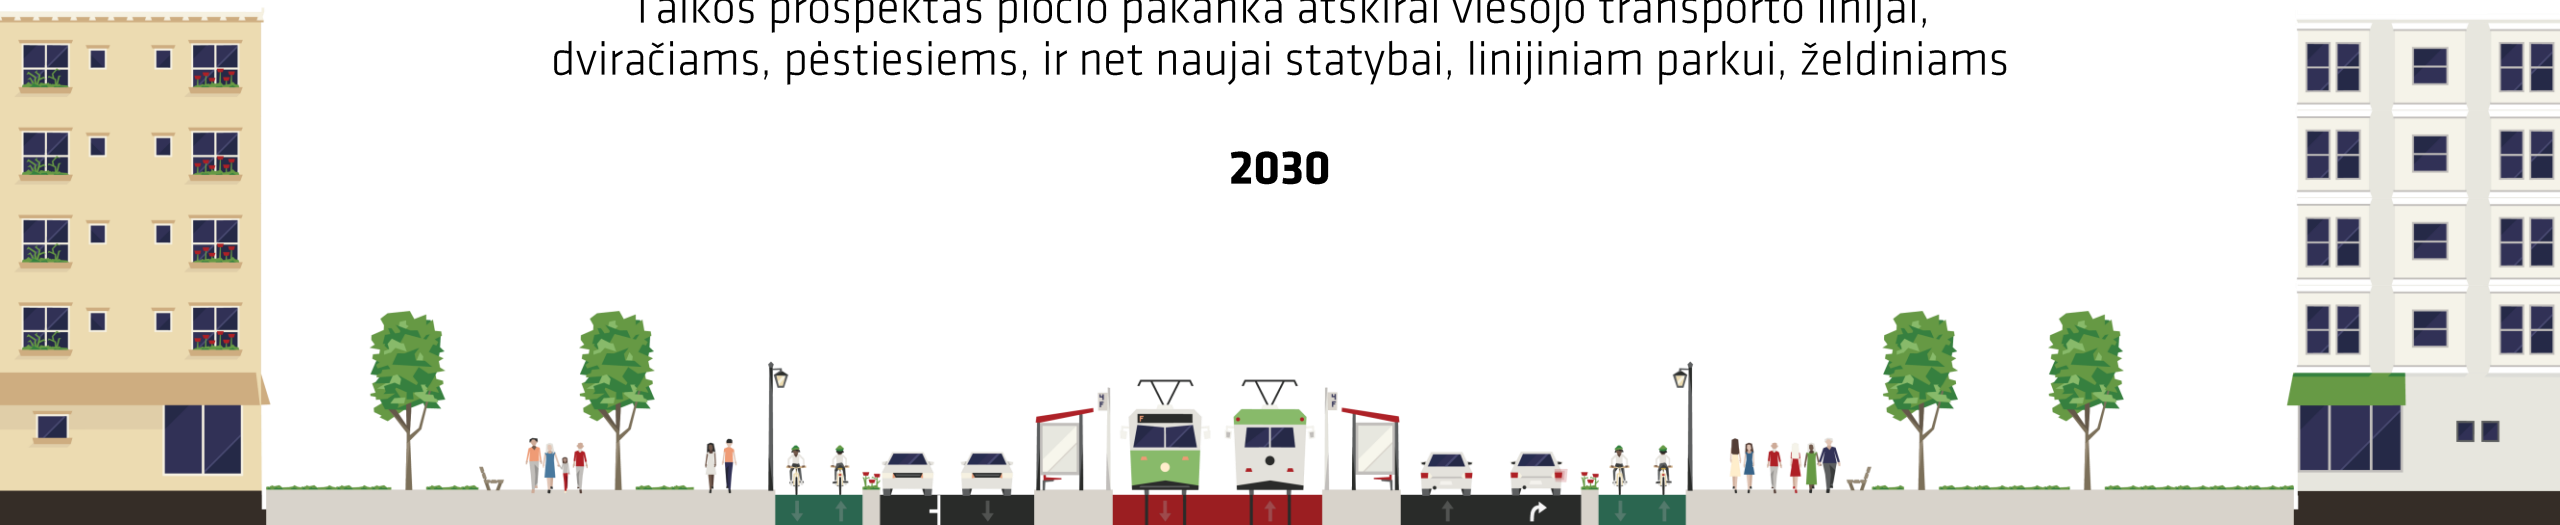 Taikos prospektas pločio pakanka atskirai viešojo transporto linijai,
dviračiams, pėstiesiems, ir net naujai statybai, linijiniam parkui, želdiniams
2030